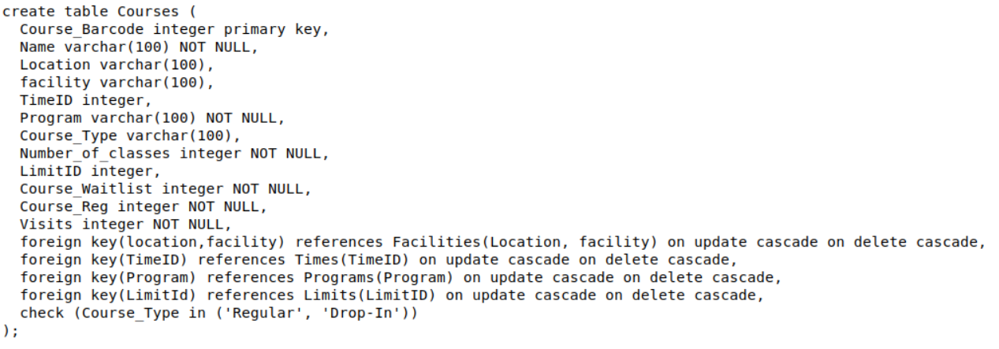 create table Courses (
  Course_Barcode integer primary key,
  Name varchar(100) NOT NULL,
  Location varchar(100),
  facility varchar(100),
  TimeID integer,
  Program varchar(100) NOT NULL,
  Course_Type varchar(100),
  Number_of_classes integer NOT NULL,
  LimitID integer,
  Course_Waitlist integer NOT NULL,
  Course_Reg integer NOT NULL,
  Visits integer NOT NULL,
  foreign key(location,facility) references Facilities(Location, facility) on update cascade on delete cascade,
  foreign key(TimeID) references Times(TimeID) on update cascade on delete cascade,
  foreign key(Program) references Programs(Program) on update cascade on delete cascade,
  foreign key(LimitId) references Limits(LimitID) on update cascade on delete cascade,
  check (Course_Type in ('Regular', 'Drop-In'))
);